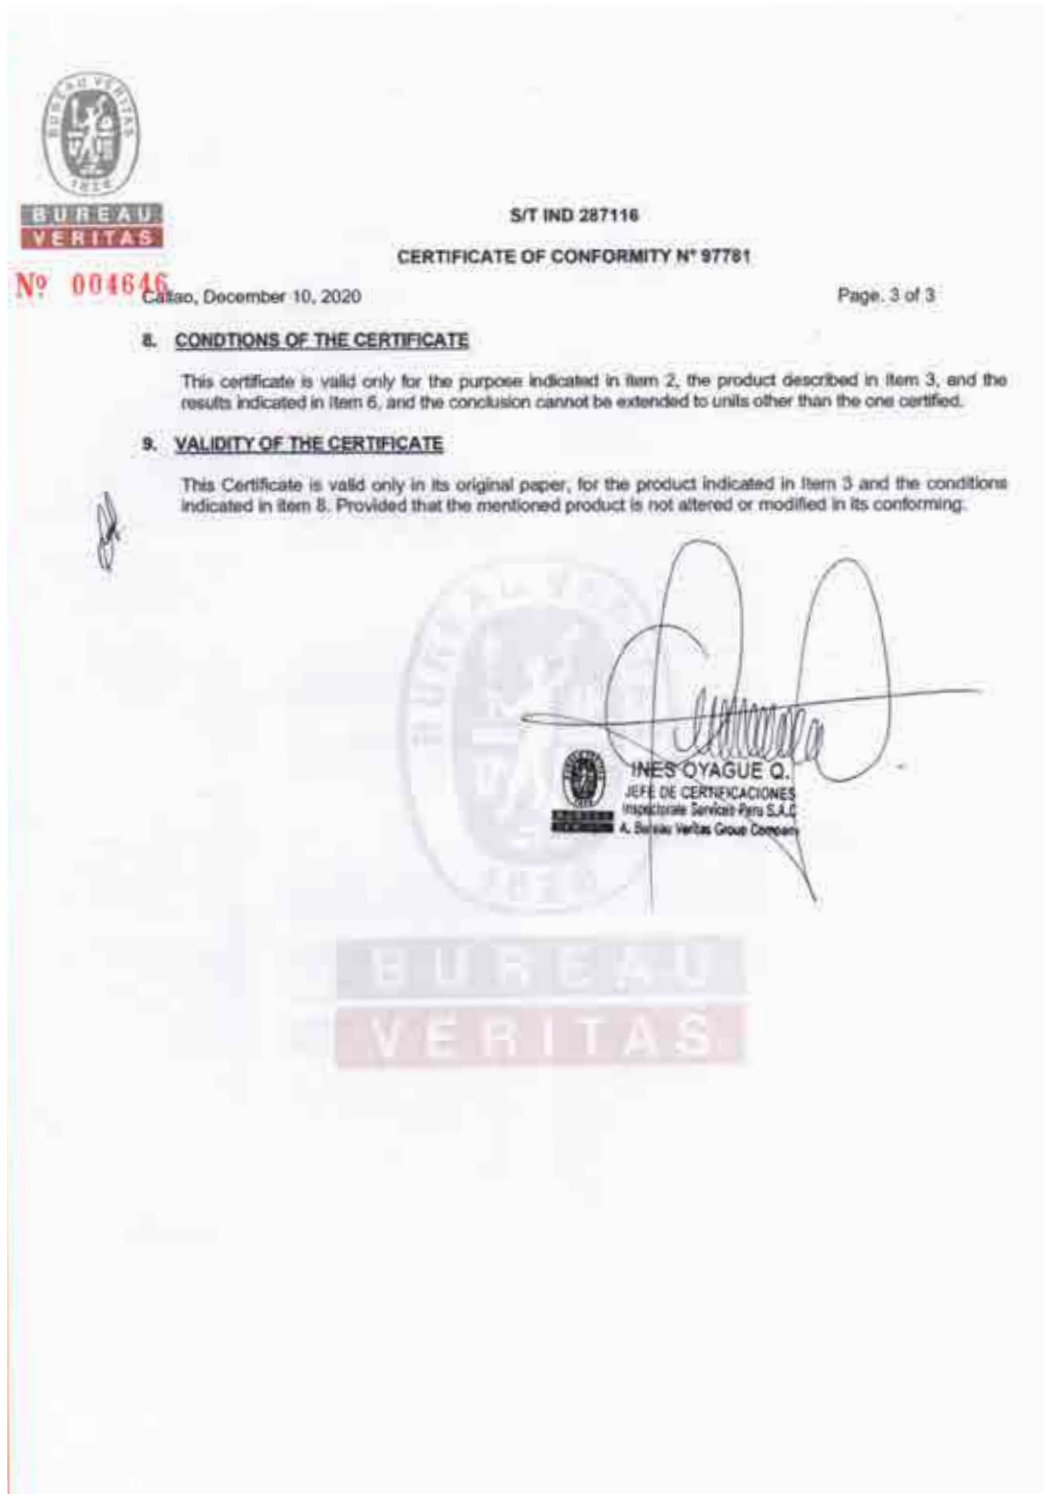 BUREAU VERITAS
1828
BUREAU
VERITAS
S/T IND 287116
CERTIFICATE OF CONFORMITY N° 97781
Nº 004646
Callao, December 10, 2020
Page. 3 of 3
8. CONDTIONS OF THE CERTIFICATE
This certificate is valid only for the purpose indicated in item 2, the product described in item 3, and the
results indicated in item 6, and the conclusion cannot be extended to units other than the one certified.
9. VALIDITY OF THE CERTIFICATE
This Certificate is valid only in its original paper, for the product indicated in item 3 and the conditions
indicated in item 8. Provided that the mentioned product is not altered or modified in its conforming.
INES OYAGUE Q.
JEFE DE CERTIFICACIONES
Inspectorate Services Peru S.A.C
A. Bureau Veritas Group Company
BUREAU VERITAS
1828
BUREAU
VERITAS